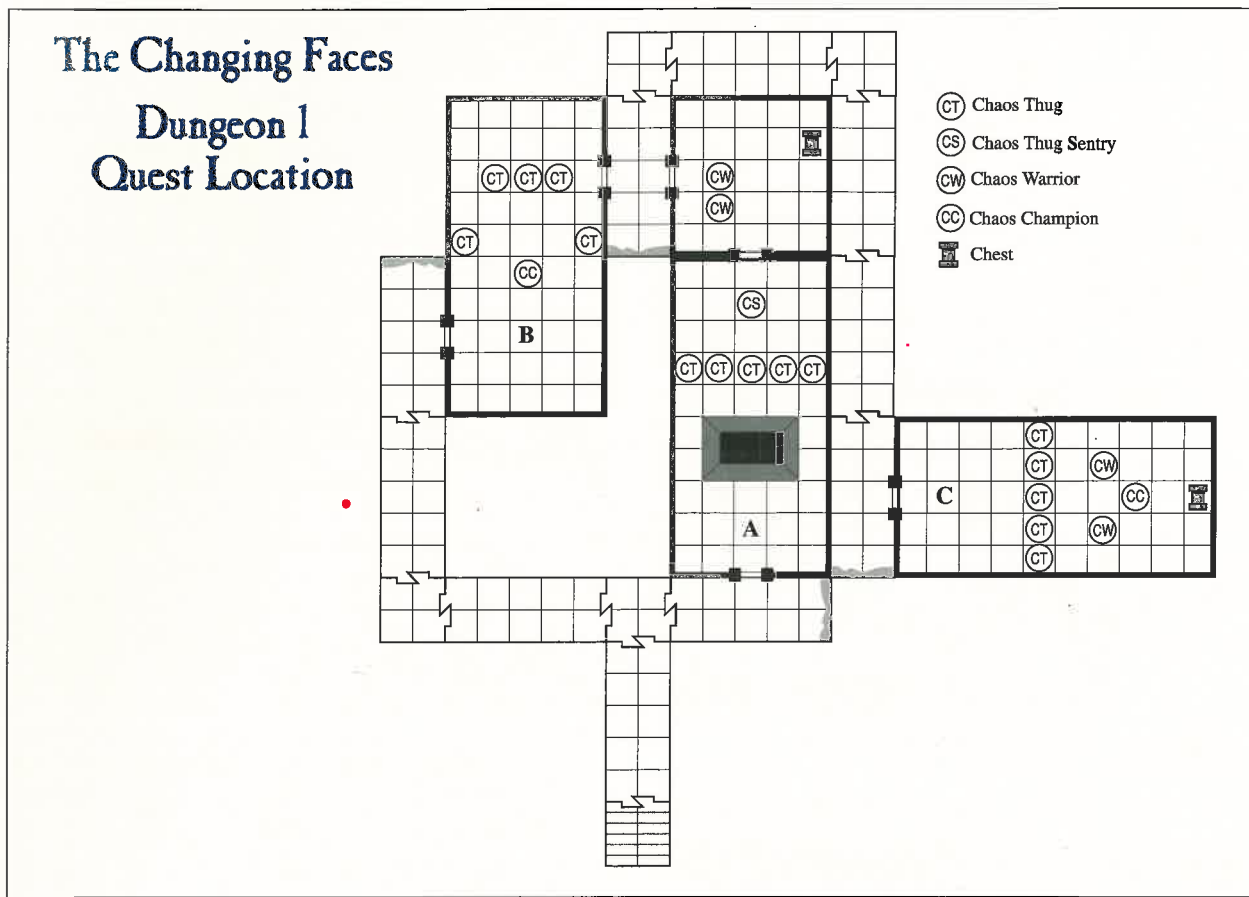 The Changing Faces
Dungeon 1
Quest Location
CT Chaos Thug
CS Chaos Thug Sentry
CW Chaos Warrior
CC Chaos Champion
Chest
CT CT CT
CW
CW
CT CT
CC
CS
B
CT CT CT CT CT
CT
CT CW
C CT CC
A CT CW
CT